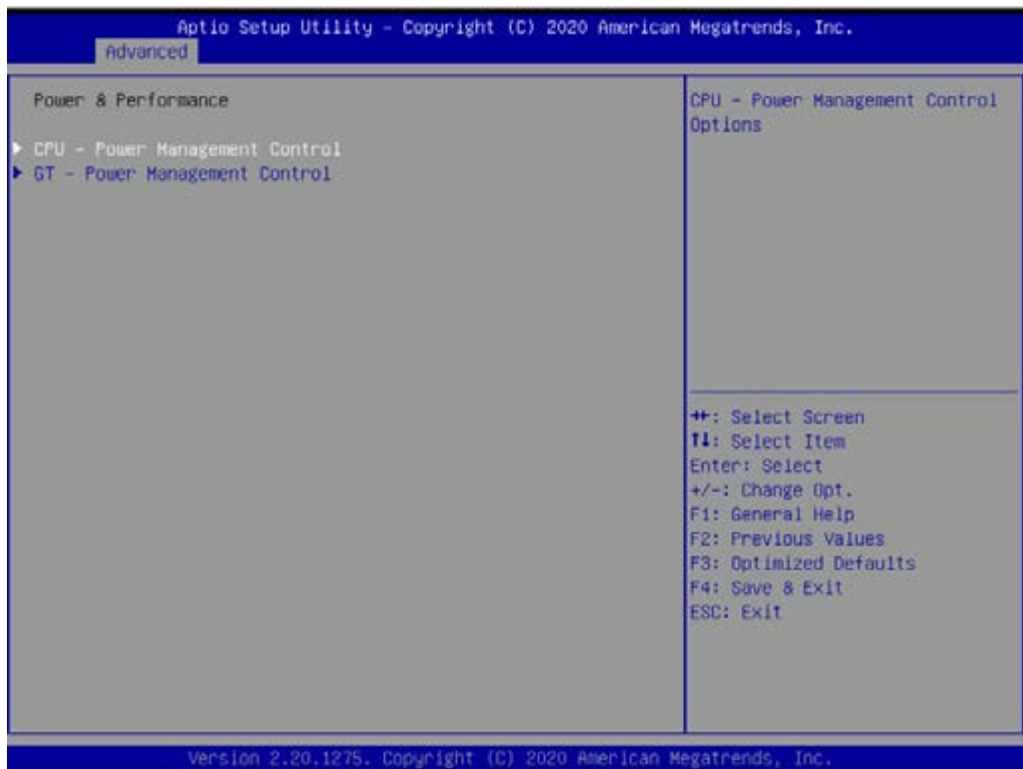 Aptio Setup Utility – Copyright (C) 2020 American Megatrends, Inc.
Advanced
Power & Performance
CPU – Power Management Control
GT – Power Management Control
CPU – Power Management Control
Options
→←: Select Screen
↑↓: Select Item
Enter: Select
+/-: Change Opt.
F1: General Help
F2: Previous Values
F3: Optimized Defaults
F4: Save & Exit
ESC: Exit
Version 2.20.1275. Copyright (C) 2020 American Megatrends, Inc.